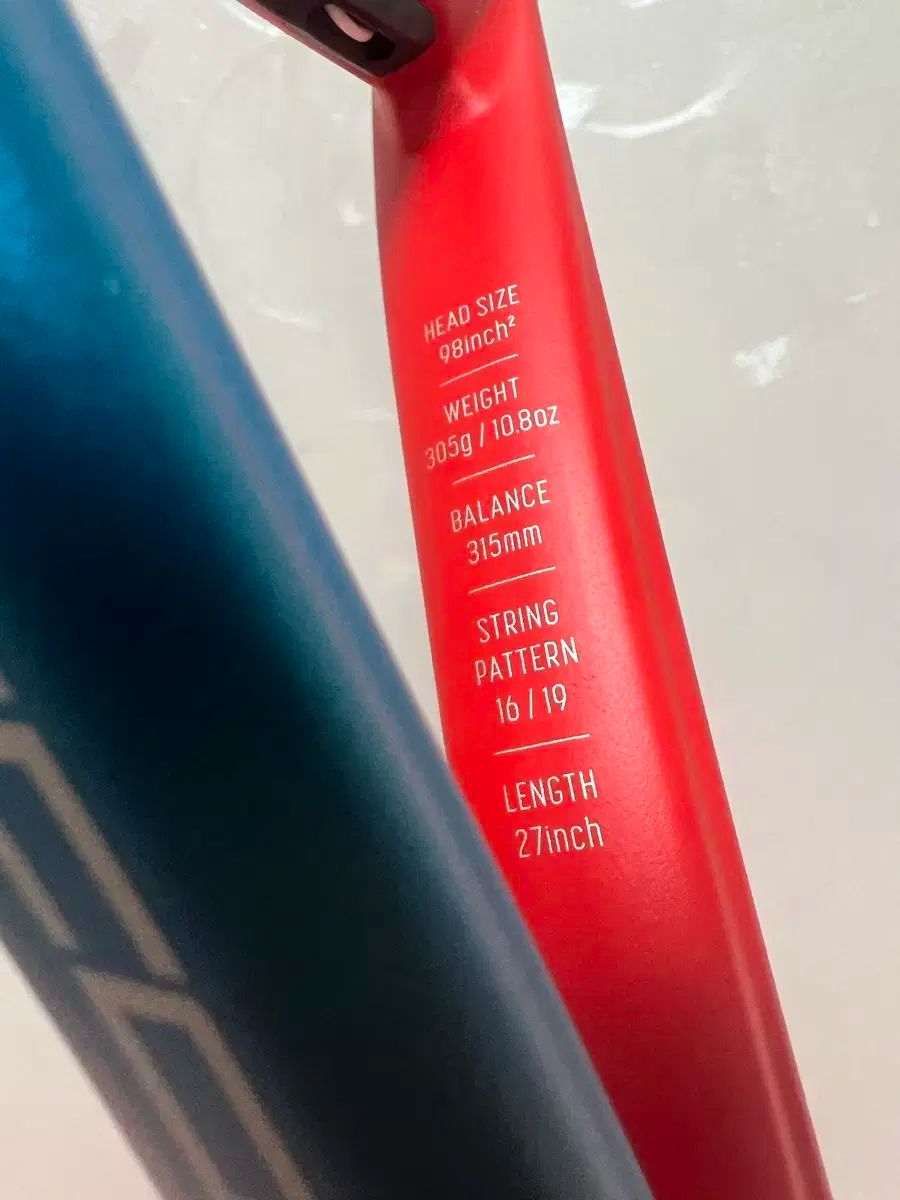 HEAD SIZE
98inch²
WEIGHT
305g / 10.8oz
BALANCE
315mm
STRING
PATTERN
16 / 19
LENGTH
27inch